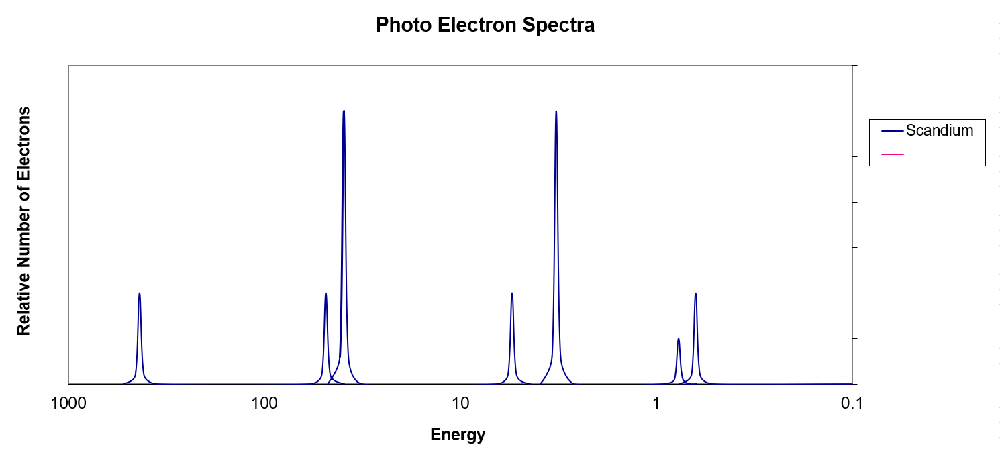 Photo Electron Spectra
Relative Number of Electrons
Scandium
1000 100 10 1 0.1
Energy